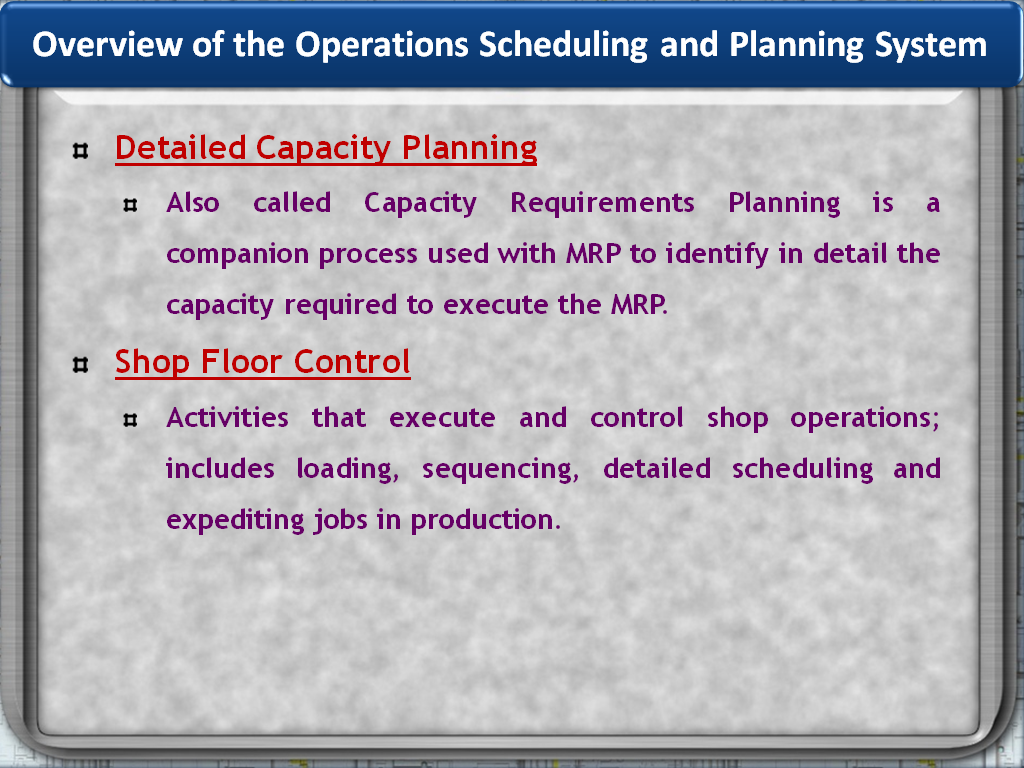 Overview of the Operations Scheduling and Planning System
Detailed Capacity Planning
Also called Capacity Requirements Planning is a
companion process used with MRP to identify in detail the
capacity required to execute the MRP.
Shop Floor Control
Activities that execute and control shop operations;
includes loading, sequencing, detailed scheduling and
expediting jobs in production.